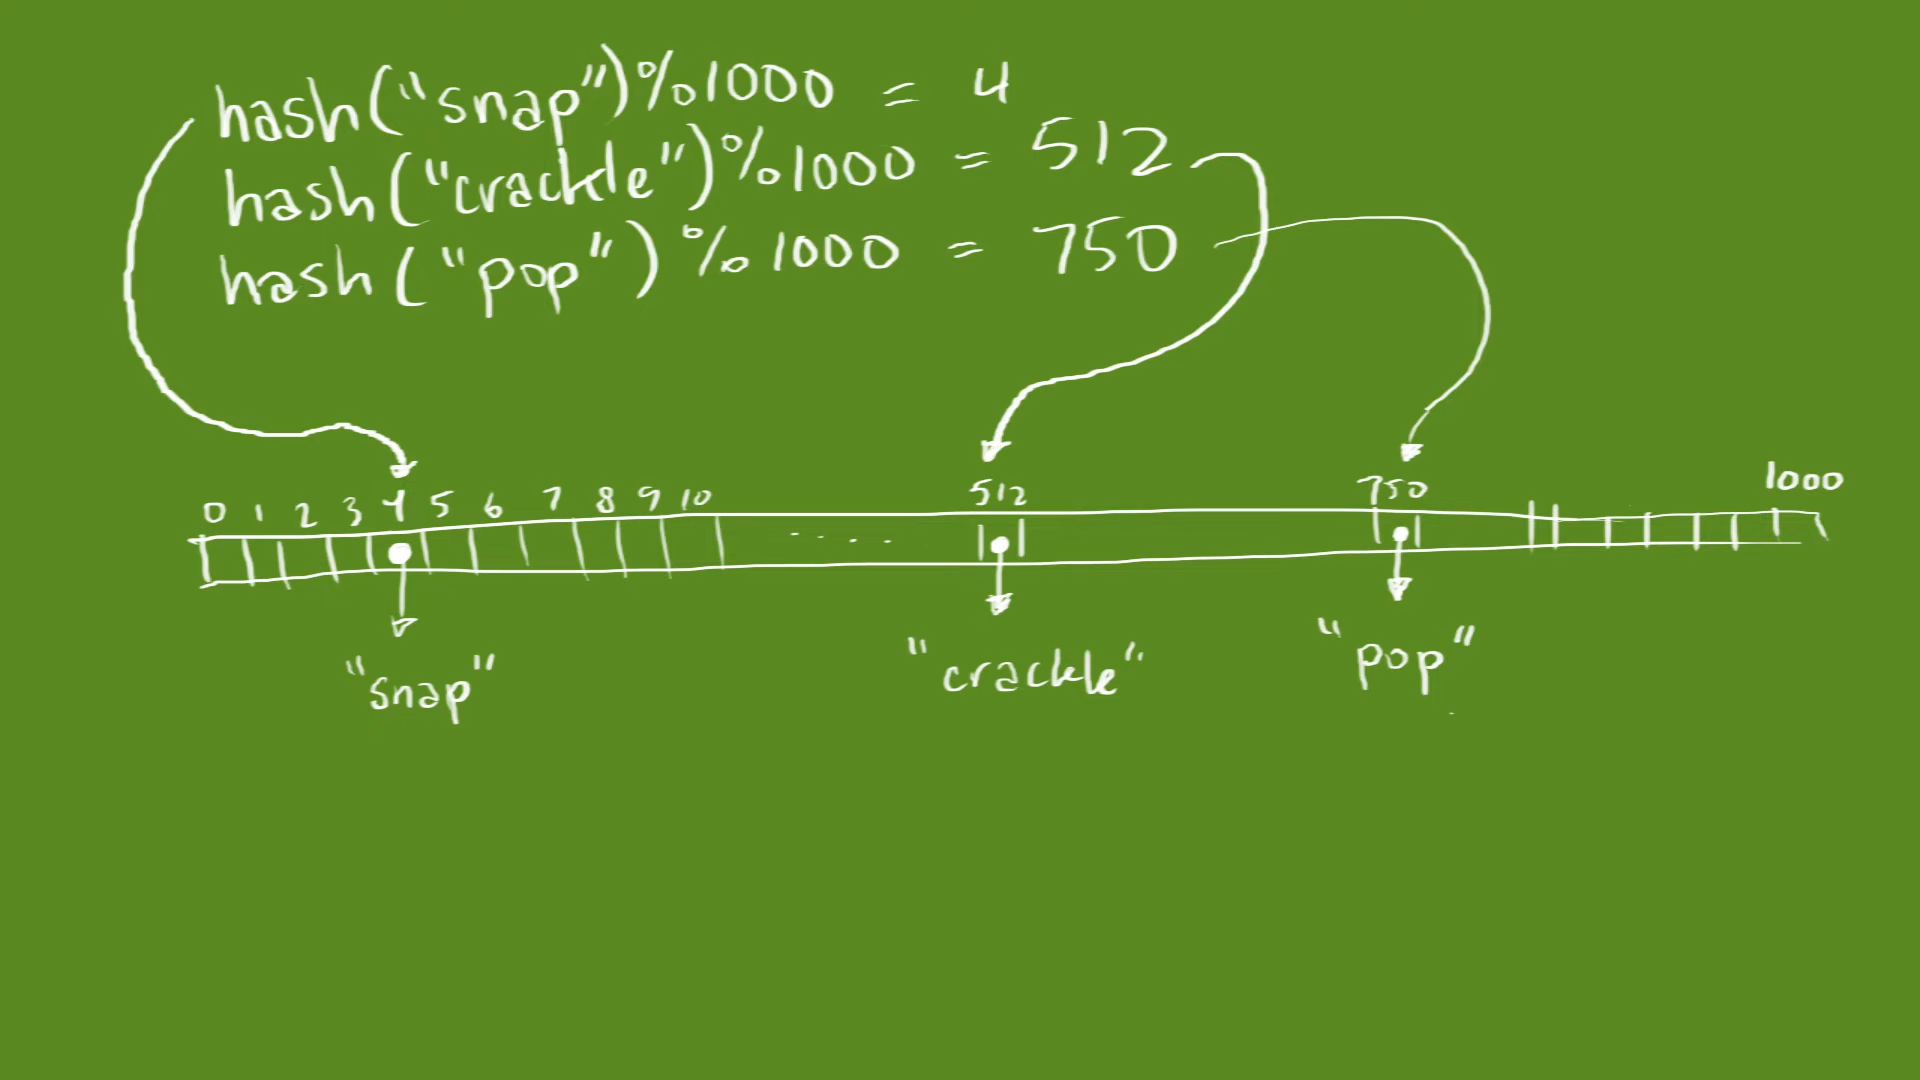 hash("snap")%1000 = 4
hash("crackle")%1000 = 512
hash("pop")%1000 = 750
0 1 2 3 4 5 6 7 8 9 10 512 750 1000
"snap" "crackle" "pop"